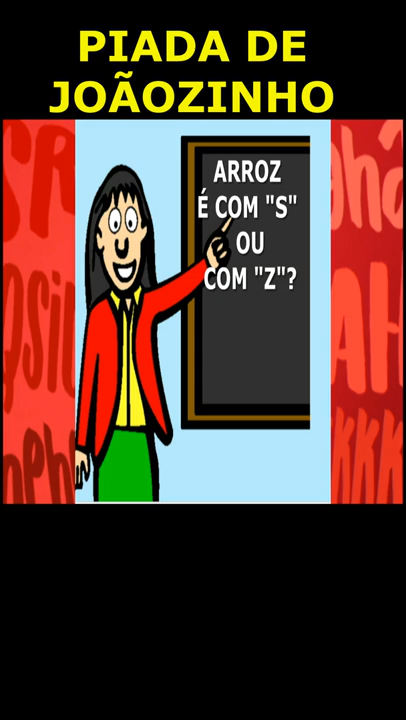 PIADA DE
JOÃOZINHO
ARROZ
É COM "S"
OU
COM "Z"?